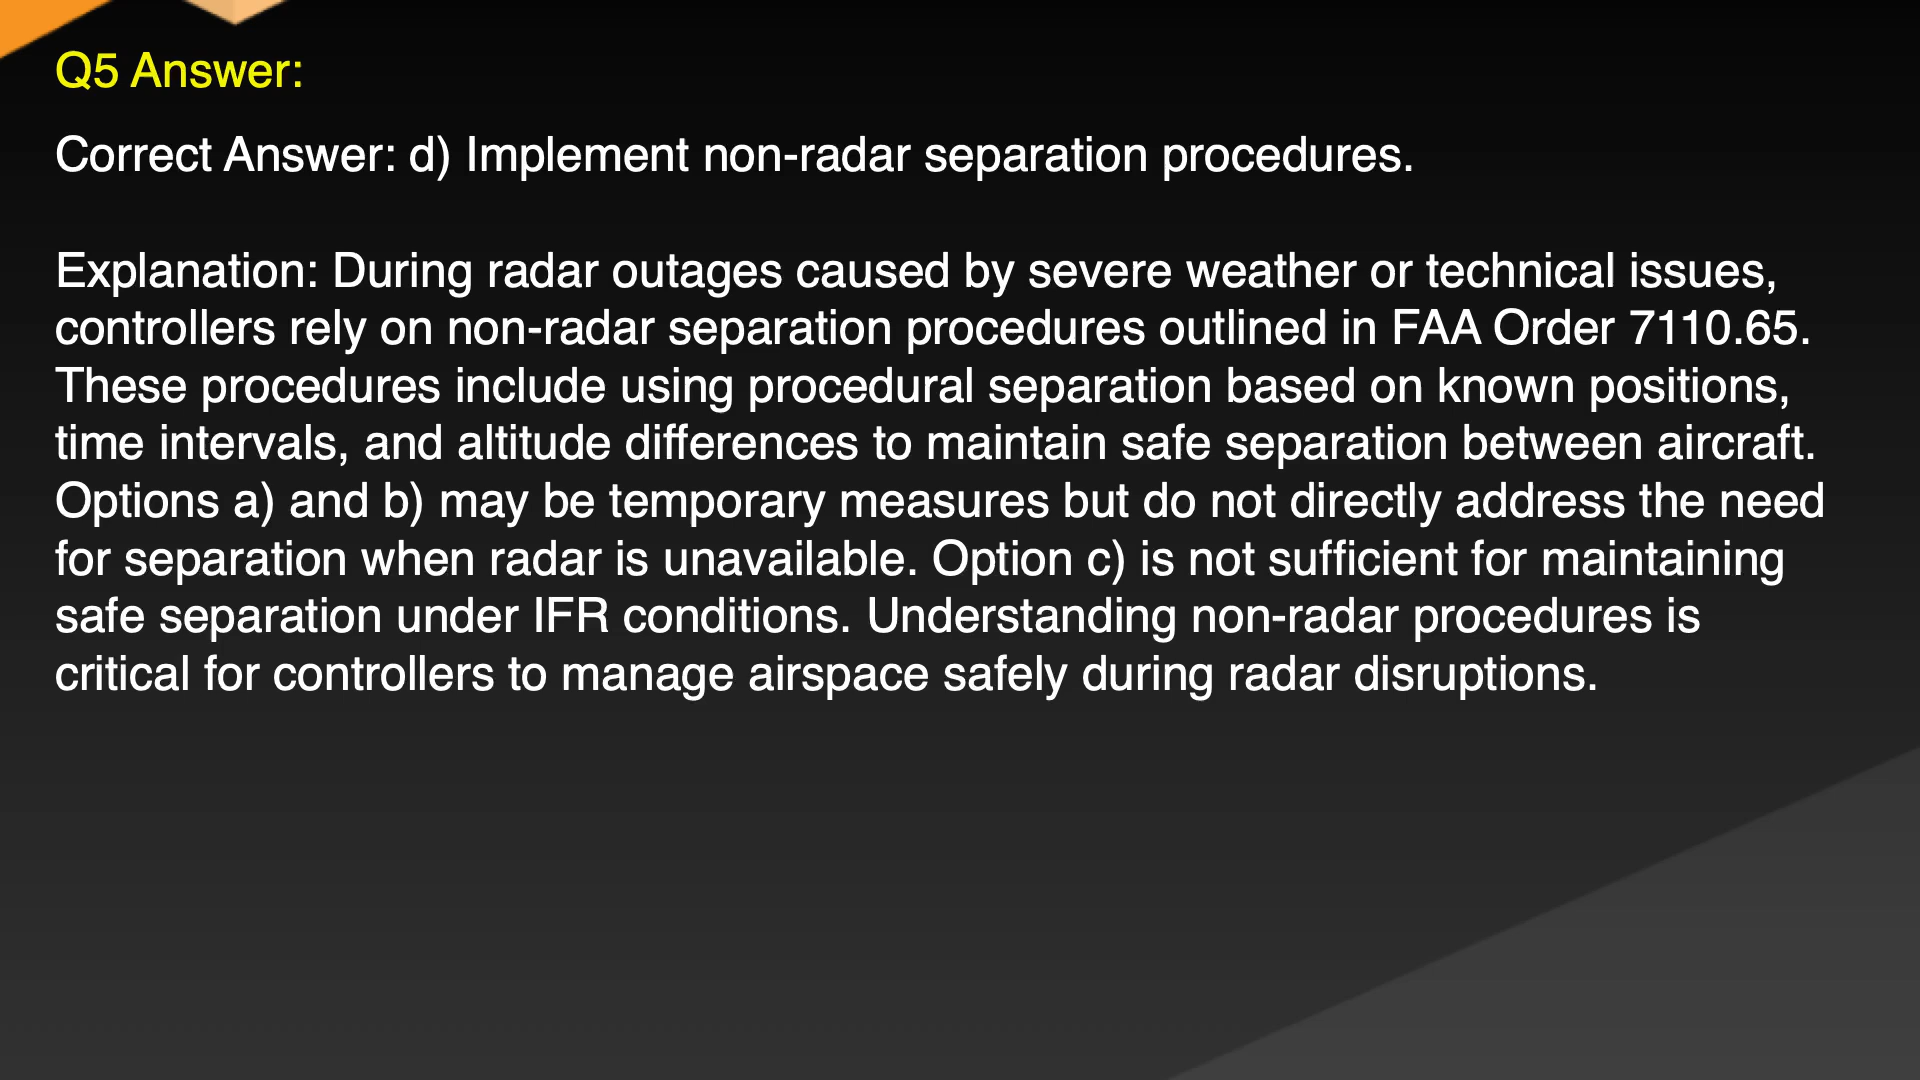 Q5 Answer:
Correct Answer: d) Implement non-radar separation procedures.
Explanation: During radar outages caused by severe weather or technical issues,
controllers rely on non-radar separation procedures outlined in FAA Order 7110.65.
These procedures include using procedural separation based on known positions,
time intervals, and altitude differences to maintain safe separation between aircraft.
Options a) and b) may be temporary measures but do not directly address the need
for separation when radar is unavailable. Option c) is not sufficient for maintaining
safe separation under IFR conditions. Understanding non-radar procedures is
critical for controllers to manage airspace safely during radar disruptions.